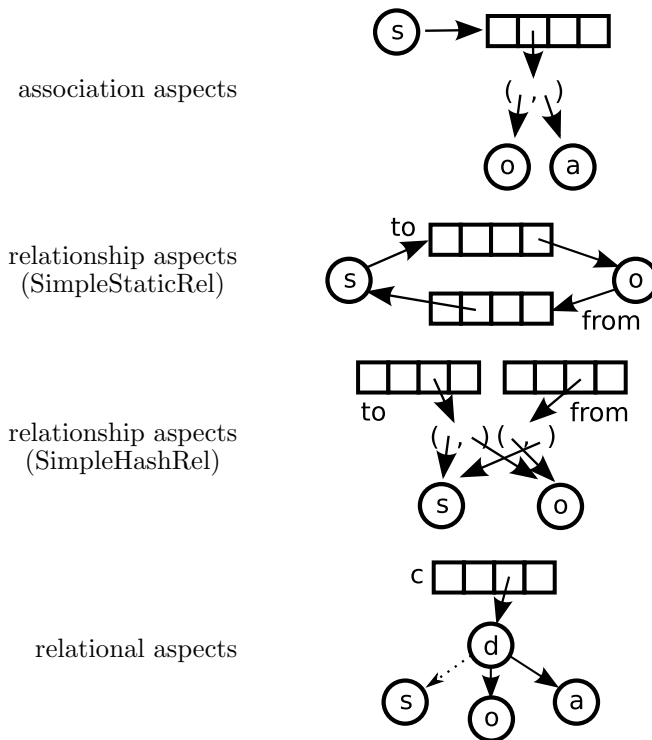 s
association aspects
( , )
o a
to
relationship aspects
(SimpleStaticRel)
s o
from
to from
relationship aspects
(SimpleHashRel)
( , ) ( , )
s o
c
relational aspects
d
s o a